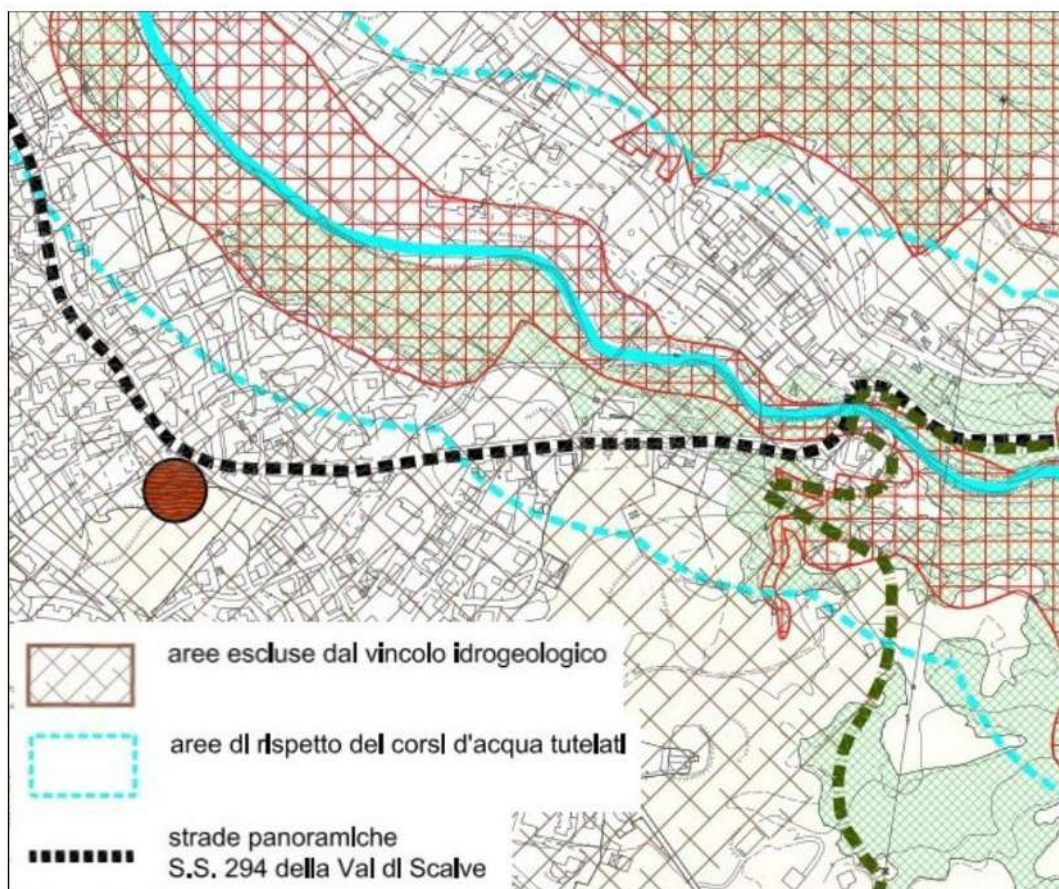 aree escluse dal vincolo idrogeologico
aree di rispetto dei corsi d'acqua tutelati
strade panoramiche
S.S. 294 della Val di Scalve